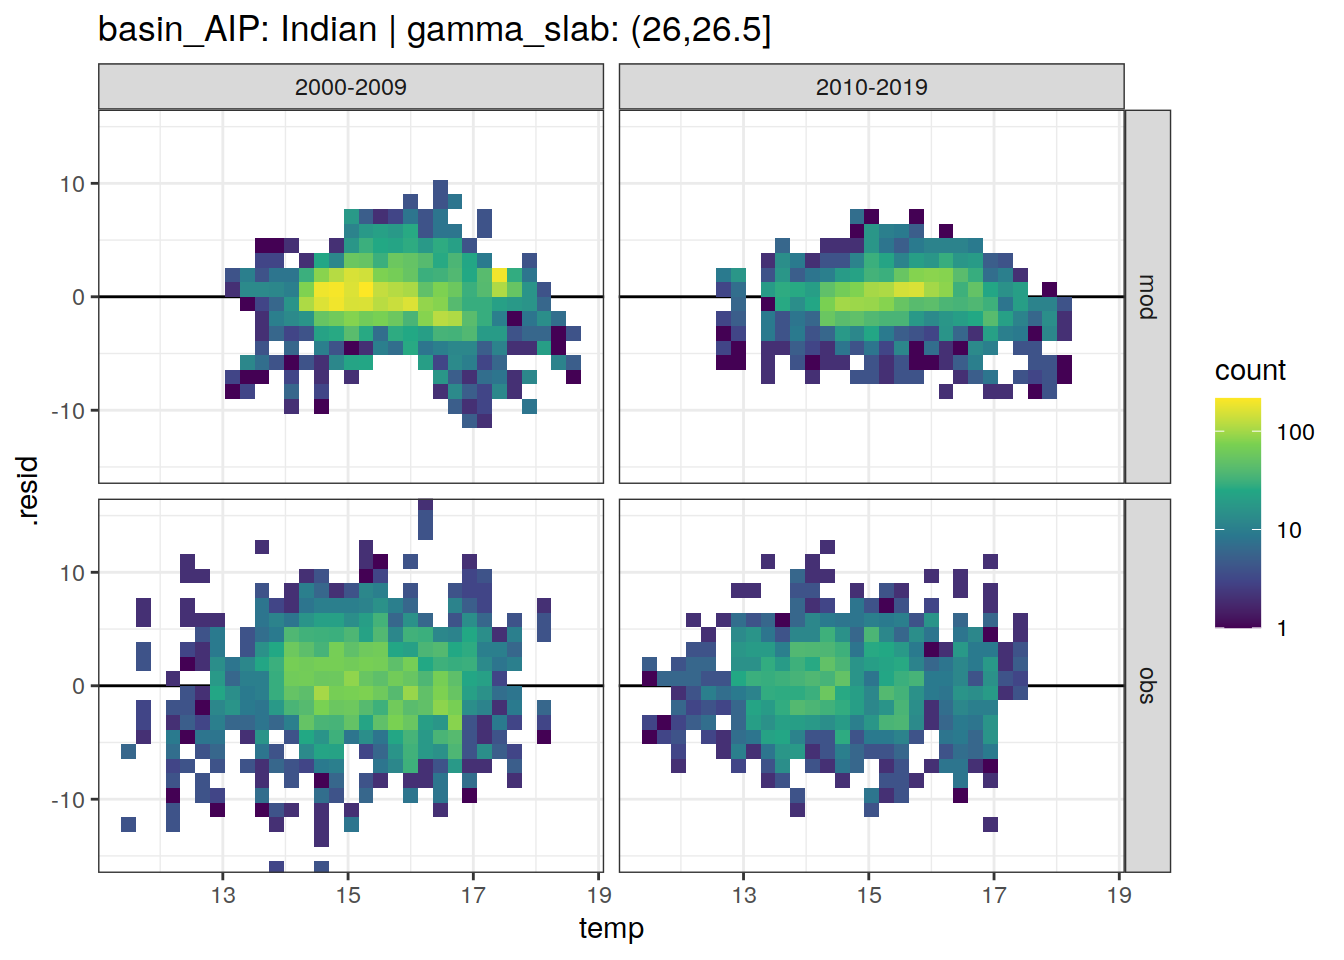 basin_AIP: Indian | gamma_slab: (26,26.5]
2000-2009
2010-2019
10
0
-10
mod
10
0
-10
obs
.resid
13 15 17 19
13 15 17 19
temp
count
100
10
1